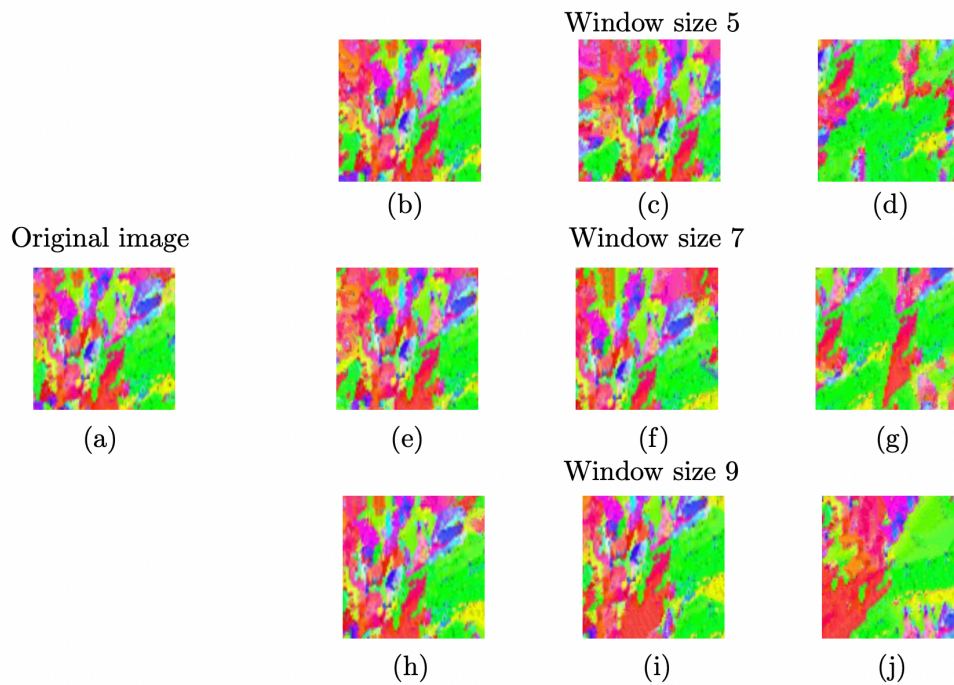 Window size 5
(b)
(c)
(d)
Original image
Window size 7
(a)
(e)
(f)
(g)
Window size 9
(h)
(i)
(j)